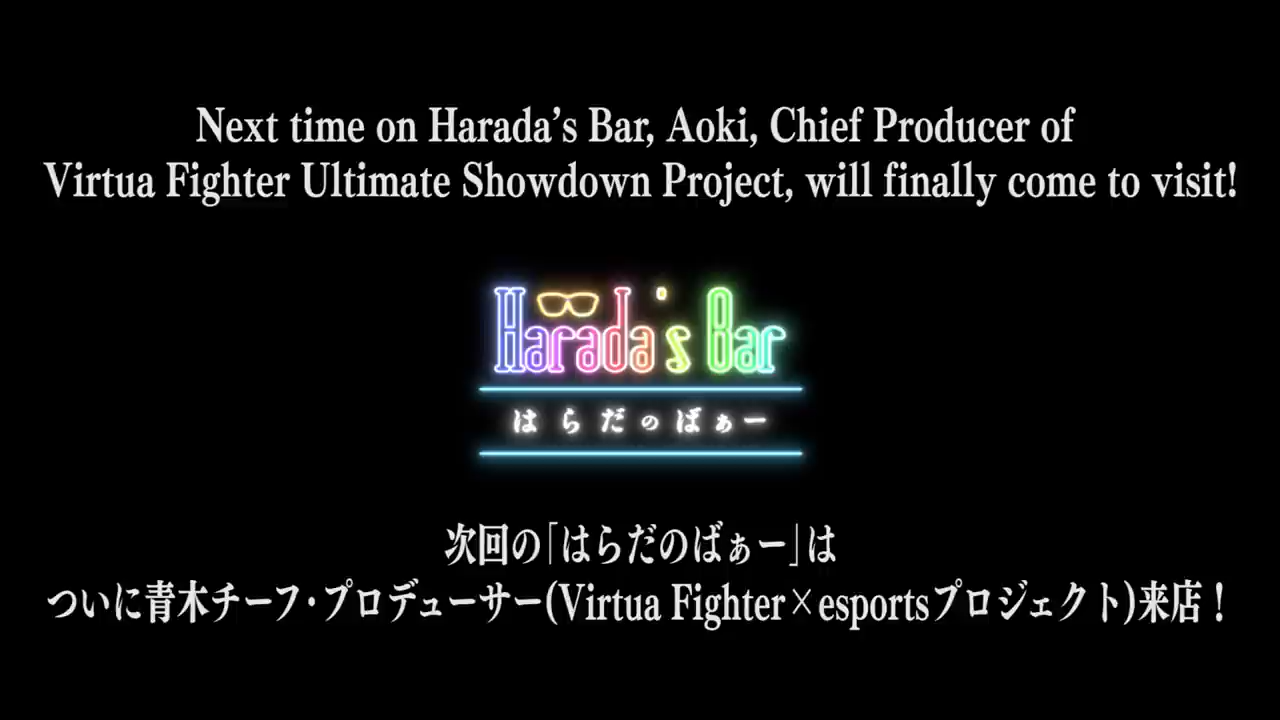 Next time on Harada's Bar, Aoki, Chief Producer of
Virtua Fighter Ultimate Showdown Project, will finally come to visit!
Harada's Bar
はらだのばぁー
次回の「はらだのばぁー」は
ついに青木チーフ・プロデューサー(Virtua Fighter×esportsプロジェクト)来店！